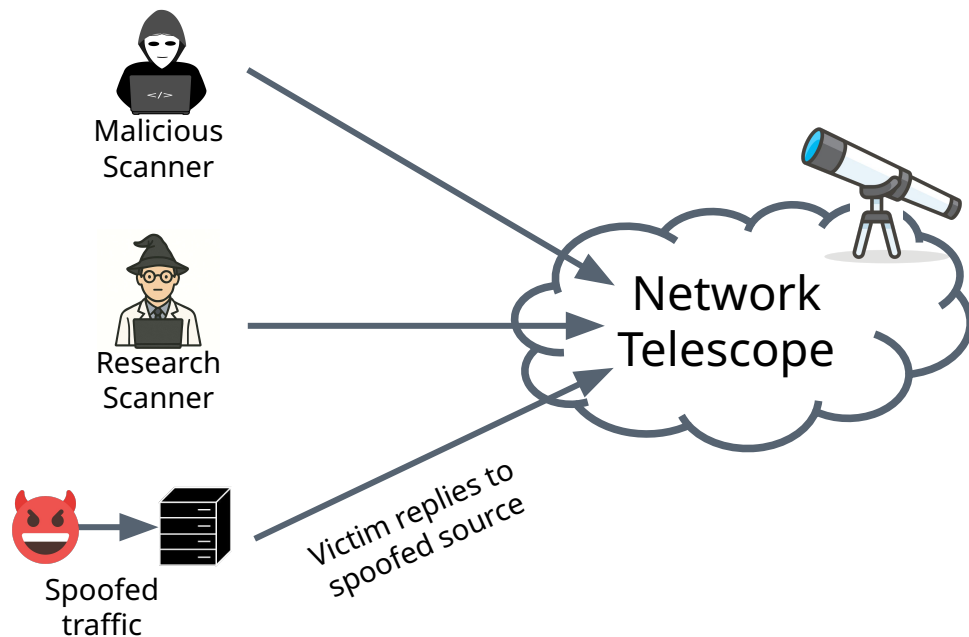 Malicious
Scanner
</>
Research
Scanner
Network
Telescope
Victim replies to
spoofed source
Spoofed
traffic